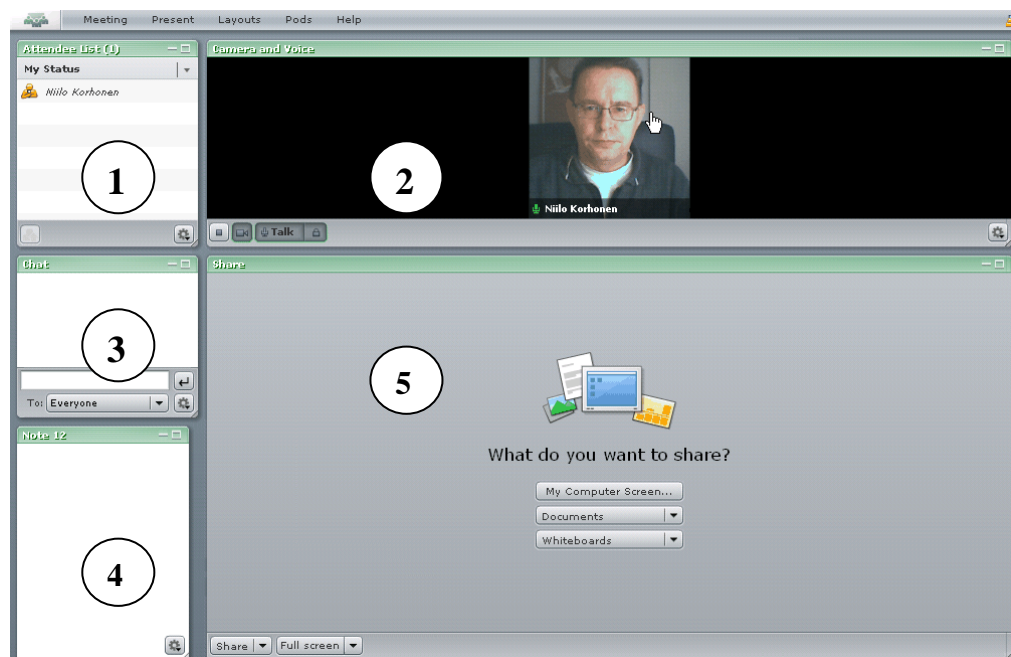 Meeting Present Layouts Pods Help
Attendee List (1)
My Status
Niilo Korhonen
1
Camera and Voice
2
Niilo Korhonen
Talk
Chat
3
To: Everyone
Note 12
4
Share
5
What do you want to share?
My Computer Screen...
Documents
Whiteboards
Share Full screen